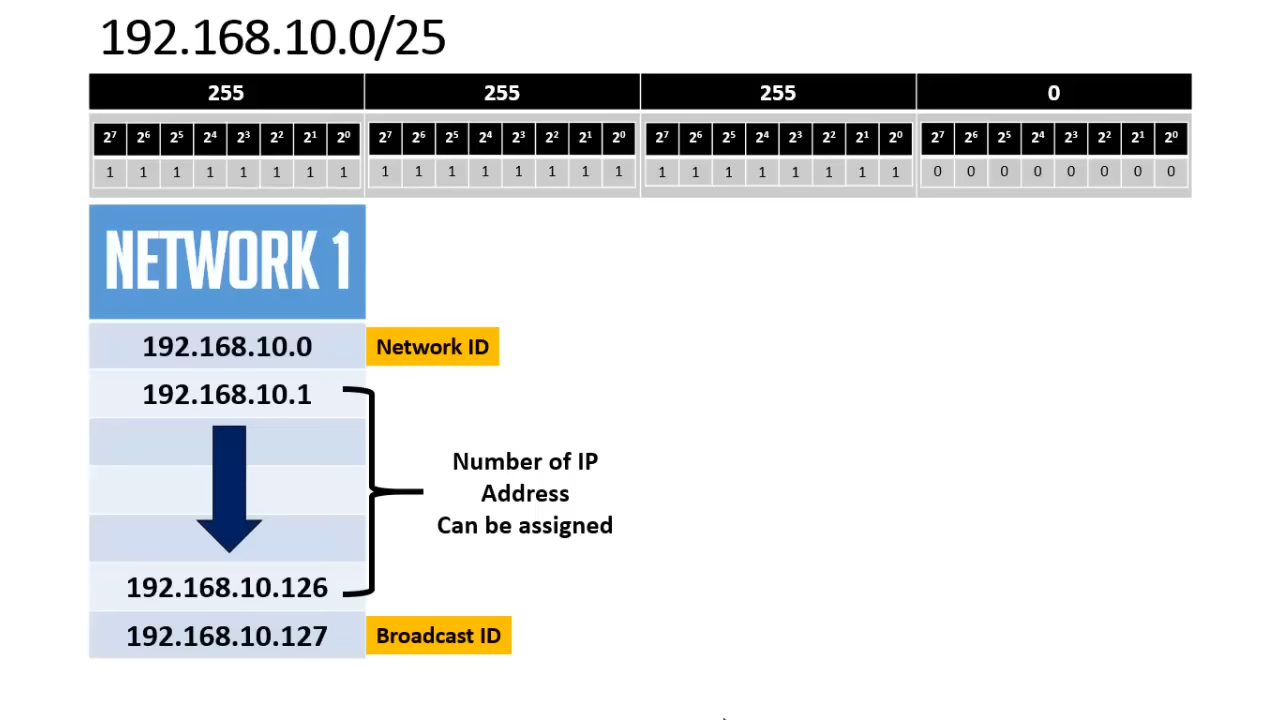 192.168.10.0/25
255 255 255 0
2⁷ 2⁶ 2⁵ 2⁴ 2³ 2² 2¹ 2⁰ 2⁷ 2⁶ 2⁵ 2⁴ 2³ 2² 2¹ 2⁰ 2⁷ 2⁶ 2⁵ 2⁴ 2³ 2² 2¹ 2⁰ 2⁷ 2⁶ 2⁵ 2⁴ 2³ 2² 2¹ 2⁰
1 1 1 1 1 1 1 1 1 1 1 1 1 1 1 1 1 1 1 1 1 1 1 1 0 0 0 0 0 0 0 0
NETWORK 1
192.168.10.0 Network ID
192.168.10.1
Number of IP
Address
Can be assigned
192.168.10.126
192.168.10.127 Broadcast ID